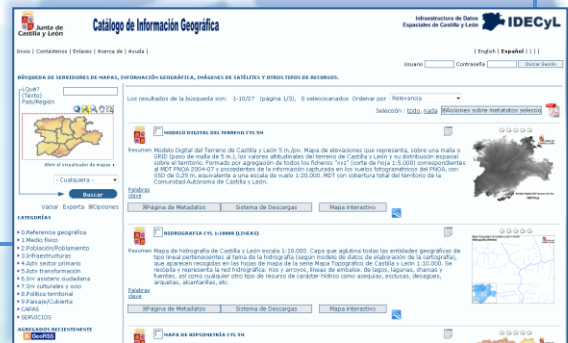 Junta de
Castilla y León
Catálogo de Información Geográfica
Infraestructura de Datos
Espaciales de Castilla y León
IDECyL
Inicio | Contáctenos | Enlaces | Acerca de | Ayuda |
| English | Español | | | |
Usuario Contraseña Iniciar Sesión
BÚSQUEDA DE SERVIDORES DE MAPAS, INFORMACIÓN GEOGRÁFICA, IMÁGENES DE SATÉLITES Y OTROS TIPOS DE RECURSOS.
¿Qué?
(Texto)
País/Región
Abrir el visualizador de mapas
- Cualquiera -
Buscar
Vaciar Experta Opciones
CATEGORÍAS
0.Referencia geográfica
1.Medio físico
2.Población/Poblamiento
3.Infraestructuras
4.Actv sector primario
5.Actv transformación
6.Srv asistenc ciudadana
7.Srv culturales y ocio
8.Política territorial
9.Paisaje/Cubierta
CAPAS
SERVICIOS
AGREGADOS RECIENTEMENTE
GeoRSS
Los resultados de la búsqueda son: 1-10/27 (página 1/3), 0 seleccionados Ordenar por Relevancia
Selección : todo, nada Acciones sobre metatatos selecci
MODELO DIGITAL DEL TERRENO CYL 5M
Resumen Modelo Digital del Terreno de Castilla y León 5 m./px. Mapa de elevaciones que representa, sobre una malla o
GRID (paso de malla de 5 m.), los valores altitudinales del terreno de Castilla y León y su distribución espacial
sobre el territorio. Formado por agregación de todos los ficheros "xyz" (corte de hoja 1:5.000) correspondientes
al MDT PNOA 2004-07 y procedentes de la información capturada en los vuelos fotogramétricos del PNOA, con
GSD de 0,25 m, equivalente a una escala de vuelo 1:20.000. MDT con cobertura total del territorio de la
Comunidad Autónoma de Castilla y León.
Palabras
clave
Página de Metadatos Sistema de Descargas Mapa interactivo
HIDROGRAFIA CYL 1:10000 (LINEAS)
Resumen Mapa de hidrografía de Castilla y León escala 1:10.000. Capa que aglutina todas las entidades geográficas de
tipo lineal pertenecientes al tema de la hidrografía (según modelo de datos de elaboración de la cartografía),
que aparecen recogidas en las hojas de mapa de la serie Mapa Topográfico de Castilla y León 1:10.000. Se
recopila y representa la red hidrográfica: ríos y arroyos, líneas de embalse, de lagos, lagunas, charcas y
fuentes, así como cualquier otro tipo de recurso de carácter hídrico como acequias, esclusas, desagües,
arquetas, alcantarillas, etc.
Palabras
clave
Página de Metadatos Sistema de Descargas Mapa interactivo
MAPA DE HIPSOMETRÍA CYL 5M